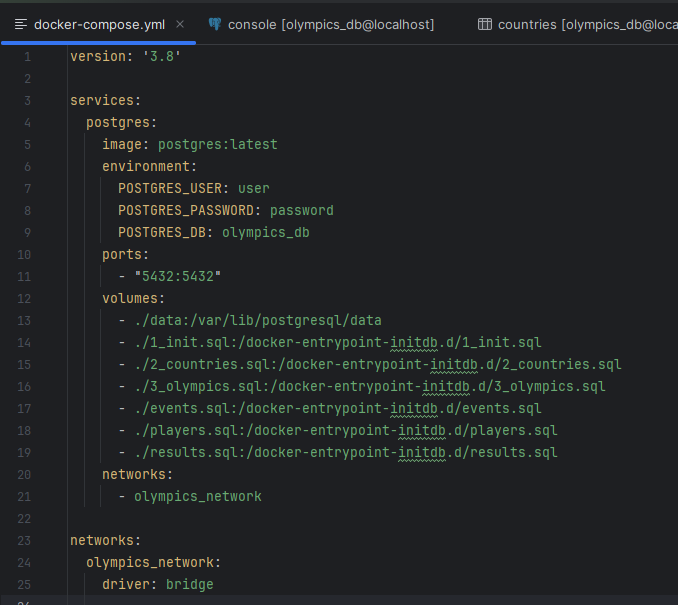 docker-compose.yml × console [olympics_db@localhost] countries [olympics_db@loca
1 version: '3.8'
2
3 services:
4 postgres:
5 image: postgres:latest
6 environment:
7 POSTGRES_USER: user
8 POSTGRES_PASSWORD: password
9 POSTGRES_DB: olympics_db
10 ports:
11 - "5432:5432"
12 volumes:
13 - ./data:/var/lib/postgresql/data
14 - ./1_init.sql:/docker-entrypoint-initdb.d/1_init.sql
15 - ./2_countries.sql:/docker-entrypoint-initdb.d/2_countries.sql
16 - ./3_olympics.sql:/docker-entrypoint-initdb.d/3_olympics.sql
17 - ./events.sql:/docker-entrypoint-initdb.d/events.sql
18 - ./players.sql:/docker-entrypoint-initdb.d/players.sql
19 - ./results.sql:/docker-entrypoint-initdb.d/results.sql
20 networks:
21 - olympics_network
22
23 networks:
24 olympics_network:
25 driver: bridge